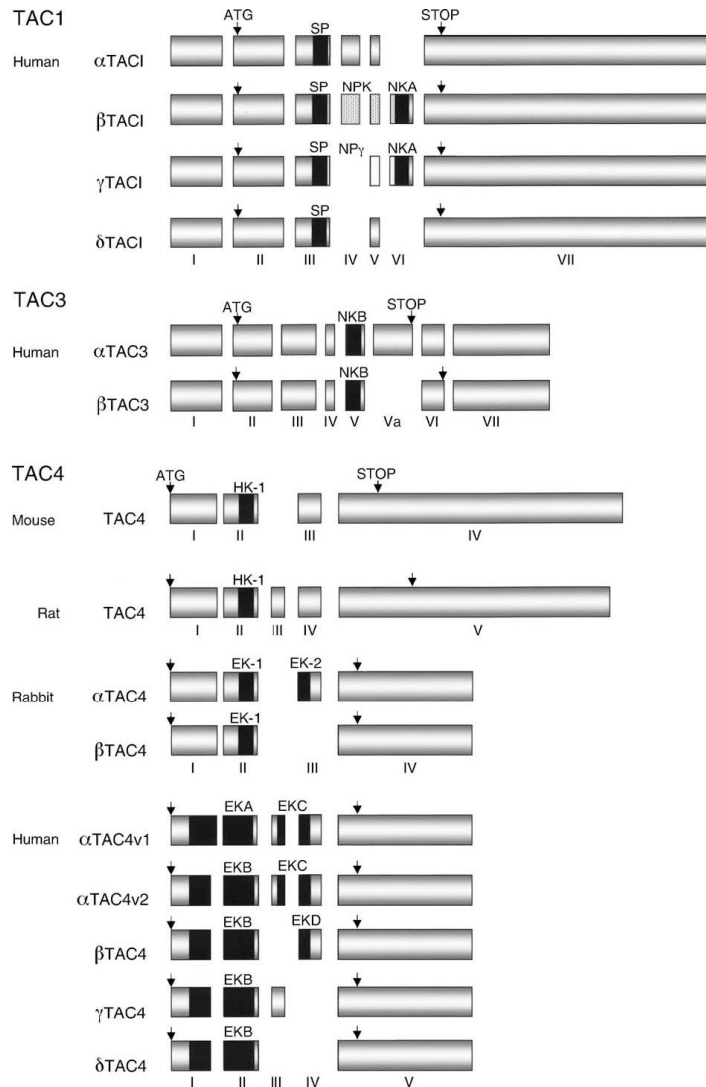 TAC1
ATG SP STOP
Human αTACI
SP NPK NKA
βTACI
SP NPγ NKA
γTACI
SP
δTACI
I II III IV V VI VII
TAC3
ATG NKB STOP
Human αTAC3
NKB
βTAC3
I II III IV V Va VI VII
TAC4
ATG HK-1 STOP
Mouse TAC4
I II III IV
HK-1
Rat TAC4
I II III IV V
EK-1 EK-2
Rabbit αTAC4
EK-1
βTAC4
I II III IV
EKA EKC
Human αTAC4v1
EKB EKC
αTAC4v2
EKB EKD
βTAC4
EKB
γTAC4
EKB
δTAC4
I II III IV V